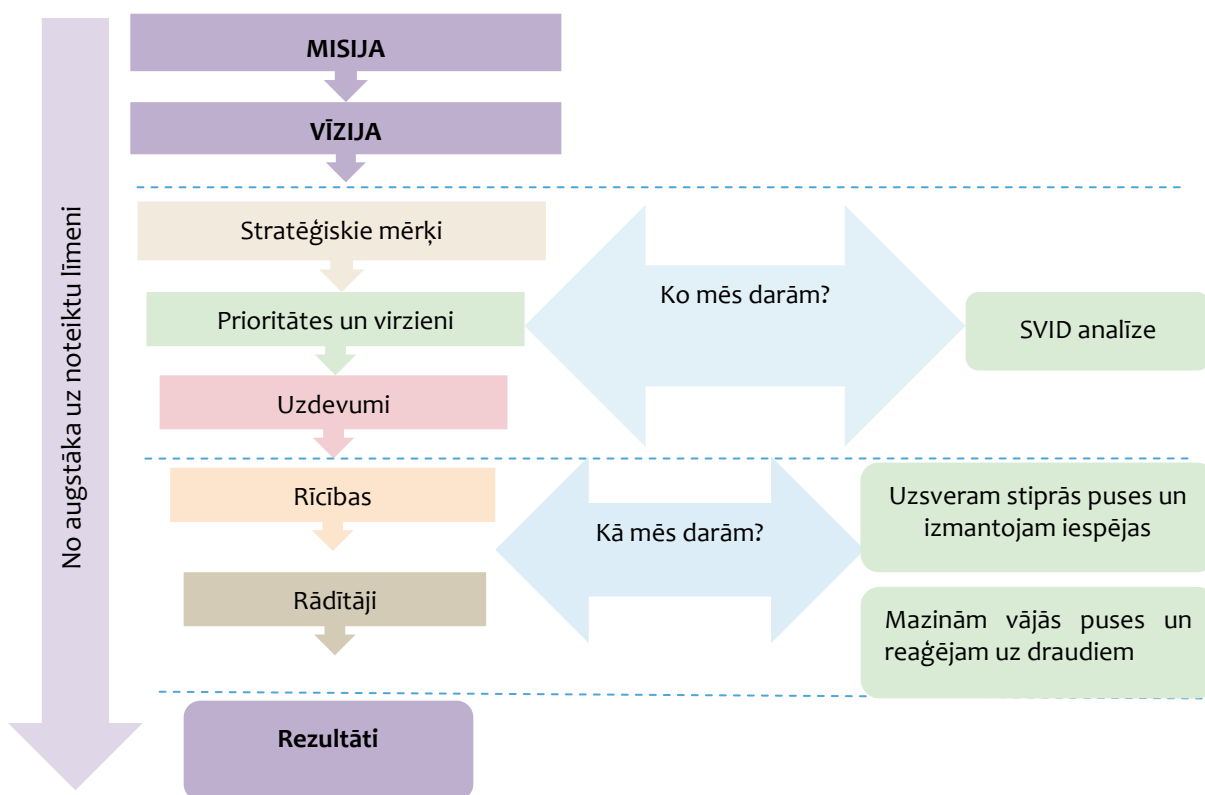 No augstāka uz noteiktu līmeni
MISIJA
VĪZIJA
Stratēģiskie mērķi
Prioritātes un virzieni
Uzdevumi
Ko mēs darām?
SVID analīze
Rīcības
Rādītāji
Kā mēs darām?
Uzsveram stiprās puses un
izmantojam iespējas
Mazinām vājās puses un
reaģējam uz draudiem
Rezultāti